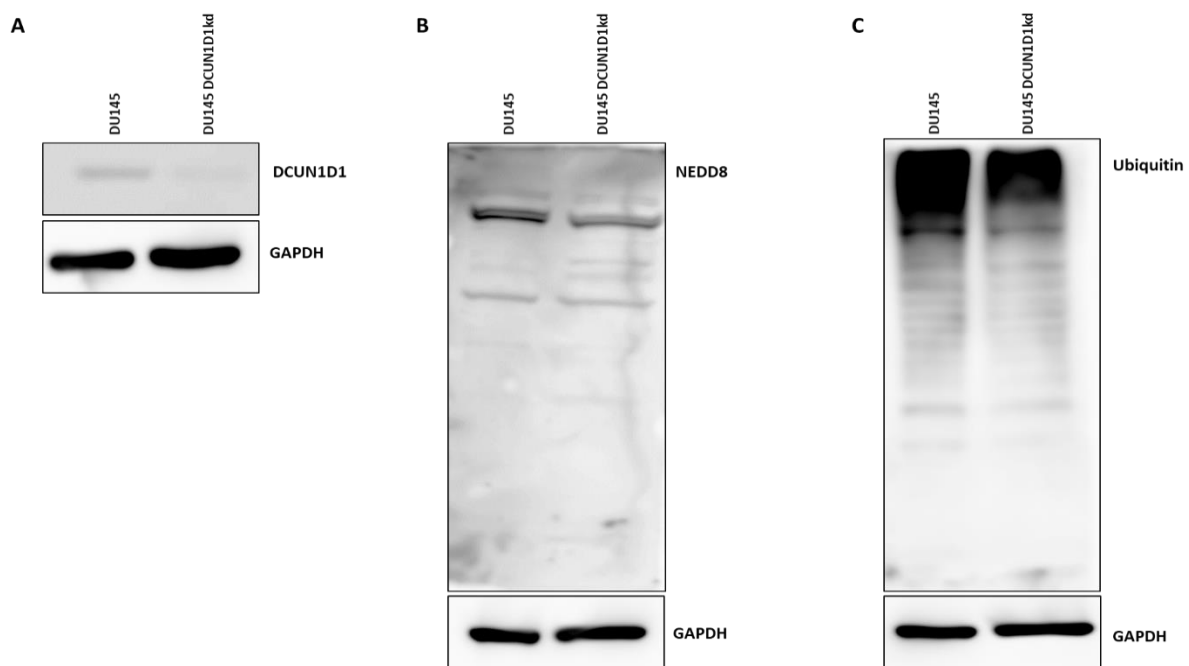 A
DU145
DU145 DCUN1D1kd
DCUN1D1
GAPDH
B
DU145
DU145 DCUN1D1kd
NEDD8
GAPDH
C
DU145
DU145 DCUN1D1kd
Ubiquitin
GAPDH